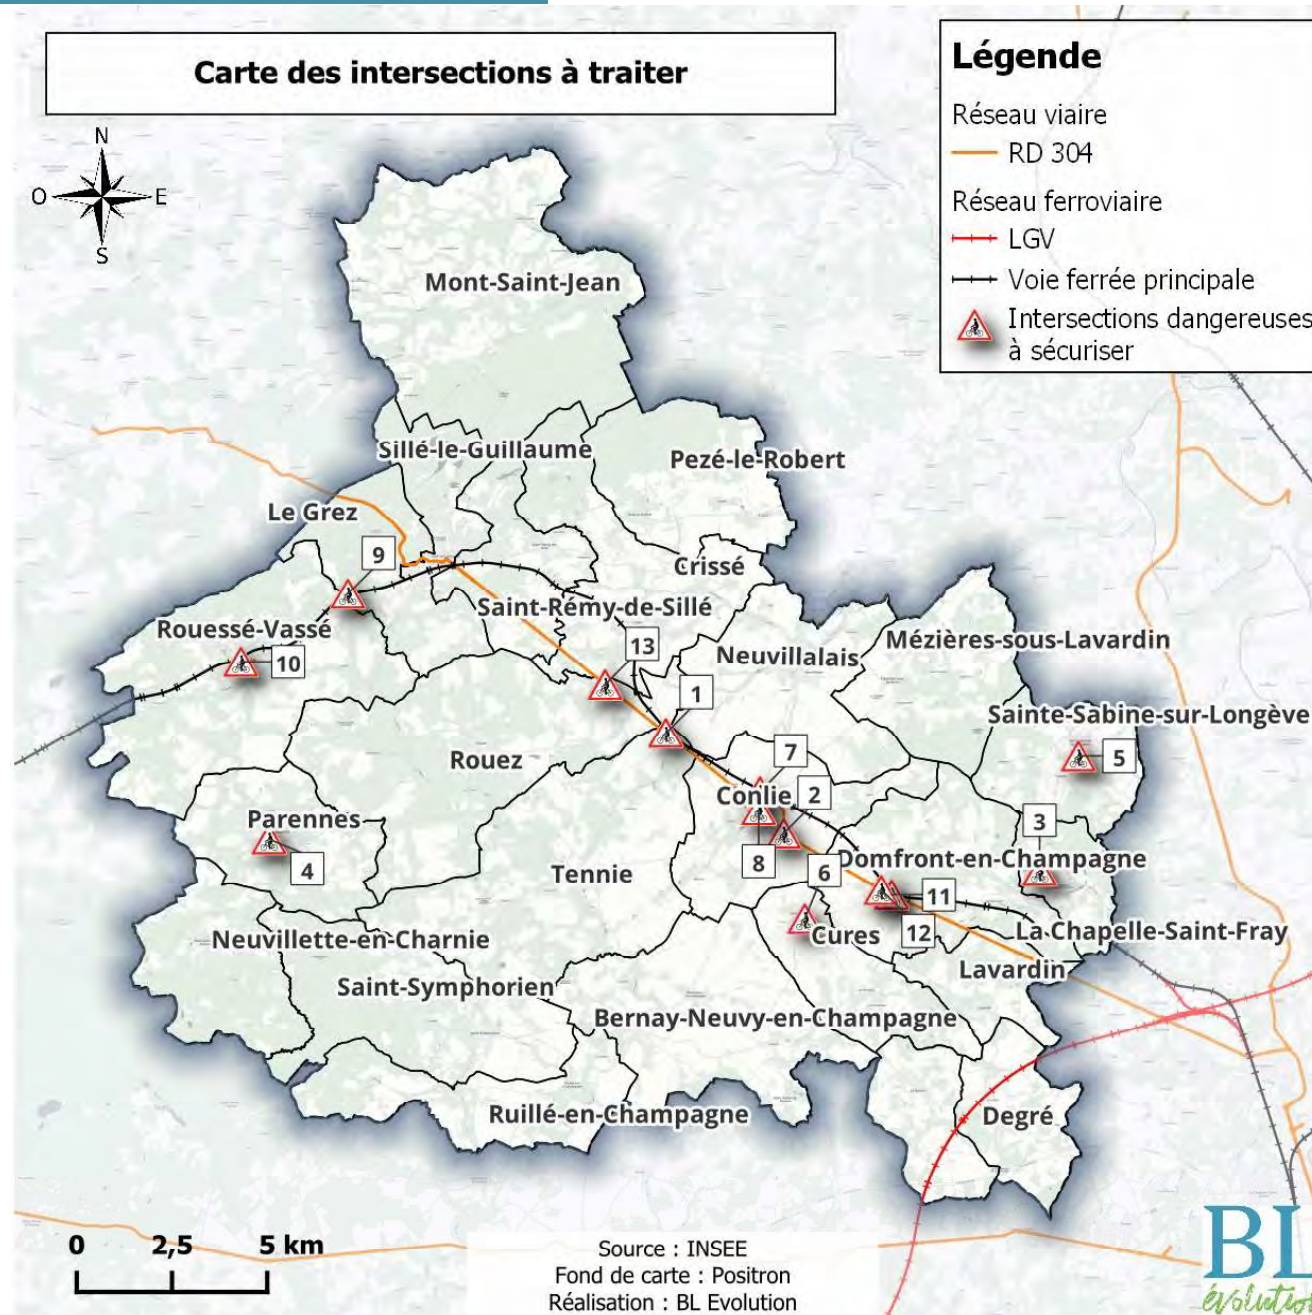 Carte des intersections à traiter
N
O
E
S
Légende
Réseau viaire
RD 304
Réseau ferroviaire
LGV
Voie ferrée principale
Intersections dangereuses
à sécuriser
Mont-Saint-Jean
Sillé-le-Guillaume
Pezé-le-Robert
Le Grez
9
Crissé
Saint-Rémy-de-Sillé
Rouessé-Vassé
10
13
Neuvillalais
Mézières-sous-Lavardin
1
Sainte-Sabine-sur-Longève
Rouez
7
5
Conlie
2
Parennes
3
4
Tennie
8
6
Domfront-en-Champagne
11
12
Neuvillette-en-Charnie
Cures
La Chapelle-Saint-Fray
Lavardin
Saint-Symphorien
Bernay-Neuvy-en-Champagne
Ruillé-en-Champagne
Degré
0 2,5 5 km
Source : INSEE
Fond de carte : Positron
Réalisation : BL Evolution
BL
évolution